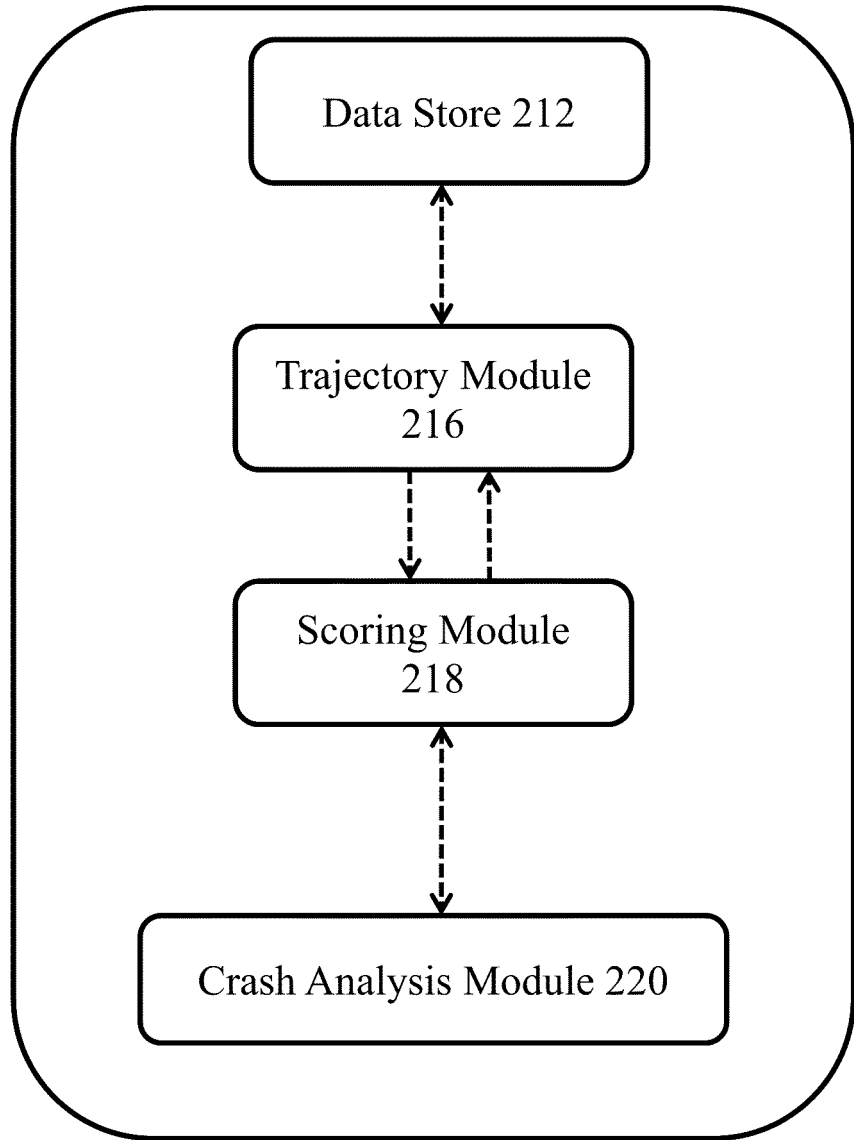 Data Store 212
Trajectory Module
216
Scoring Module
218
Crash Analysis Module 220